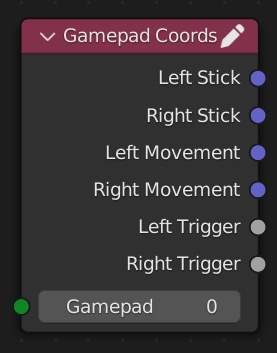 Gamepad Coords
Left Stick
Right Stick
Left Movement
Right Movement
Left Trigger
Right Trigger
Gamepad 0